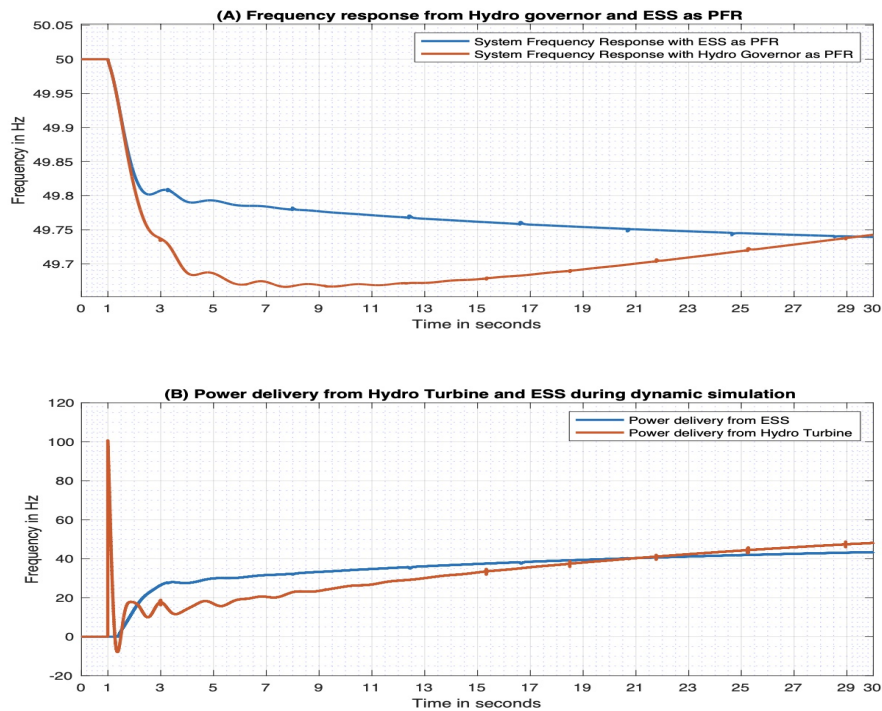 (A) Frequency response from Hydro governor and ESS as PFR
System Frequency Response with ESS as PFR
System Frequency Response with Hydro Governor as PFR
Frequency in Hz
50.05
50
49.95
49.9
49.85
49.8
49.75
49.7
0 1 3 5 7 9 11 13 15 17 19 21 23 25 27 29 30
Time in seconds
(B) Power delivery from Hydro Turbine and ESS during dynamic simulation
Power delivery from ESS
Power delivery from Hydro Turbine
Frequency in Hz
120
100
80
60
40
20
0
-20
0 1 3 5 7 9 11 13 15 17 19 21 23 25 27 29 30
Time in seconds